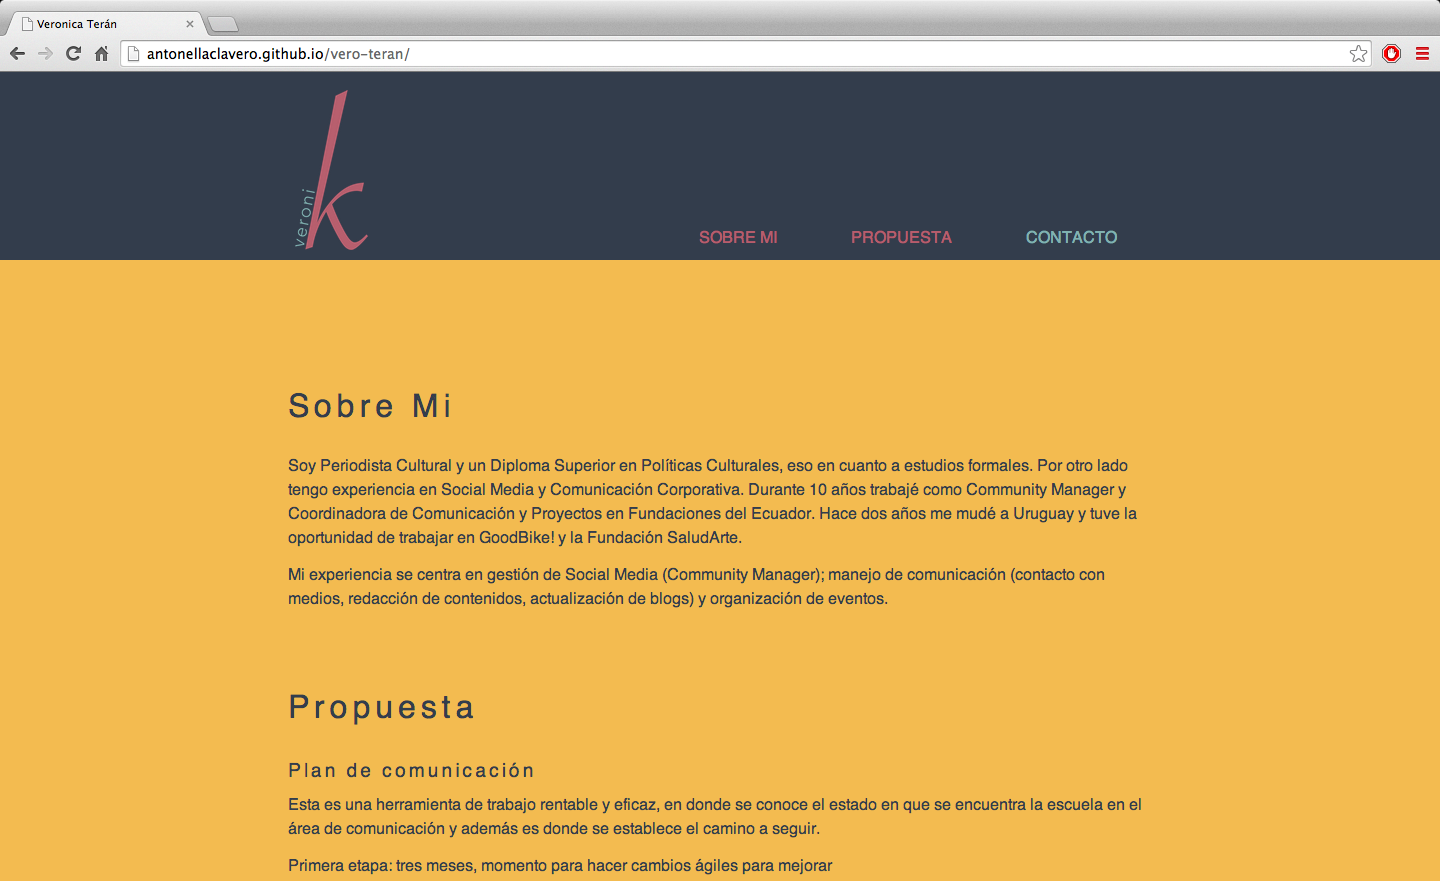 Veronica Terán
antonellaclavero.github.io/vero-teran/
veroni
k
SOBRE MI
PROPUESTA
CONTACTO
Sobre Mi
Soy Periodista Cultural y un Diploma Superior en Políticas Culturales, eso en cuanto a estudios formales. Por otro lado
tengo experiencia en Social Media y Comunicación Corporativa. Durante 10 años trabajé como Community Manager y
Coordinadora de Comunicación y Proyectos en Fundaciones del Ecuador. Hace dos años me mudé a Uruguay y tuve la
oportunidad de trabajar en GoodBike! y la Fundación SaludArte.
Mi experiencia se centra en gestión de Social Media (Community Manager); manejo de comunicación (contacto con
medios, redacción de contenidos, actualización de blogs) y organización de eventos.
Propuesta
Plan de comunicación
Esta es una herramienta de trabajo rentable y eficaz, en donde se conoce el estado en que se encuentra la escuela en el
área de comunicación y además es donde se establece el camino a seguir.
Primera etapa: tres meses, momento para hacer cambios ágiles para mejorar